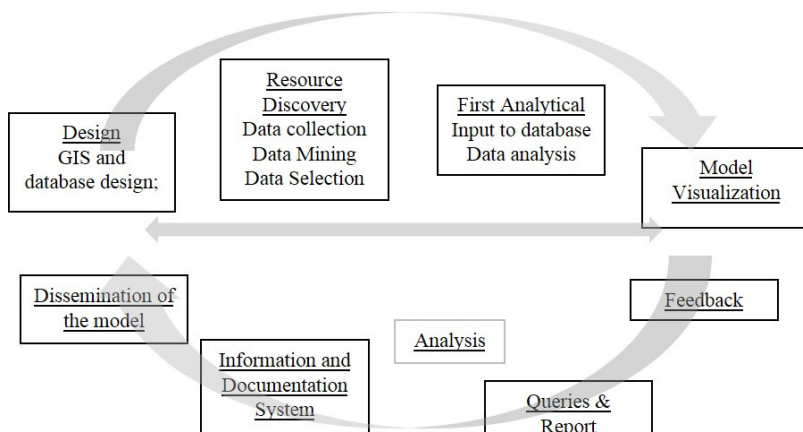 Design
GIS and
database design;
Resource
Discovery
Data collection
Data Mining
Data Selection
First Analytical
Input to database
Data analysis
Model
Visualization
Feedback
Queries &
Report
Analysis
Information and
Documentation
System
Dissemination of
the model